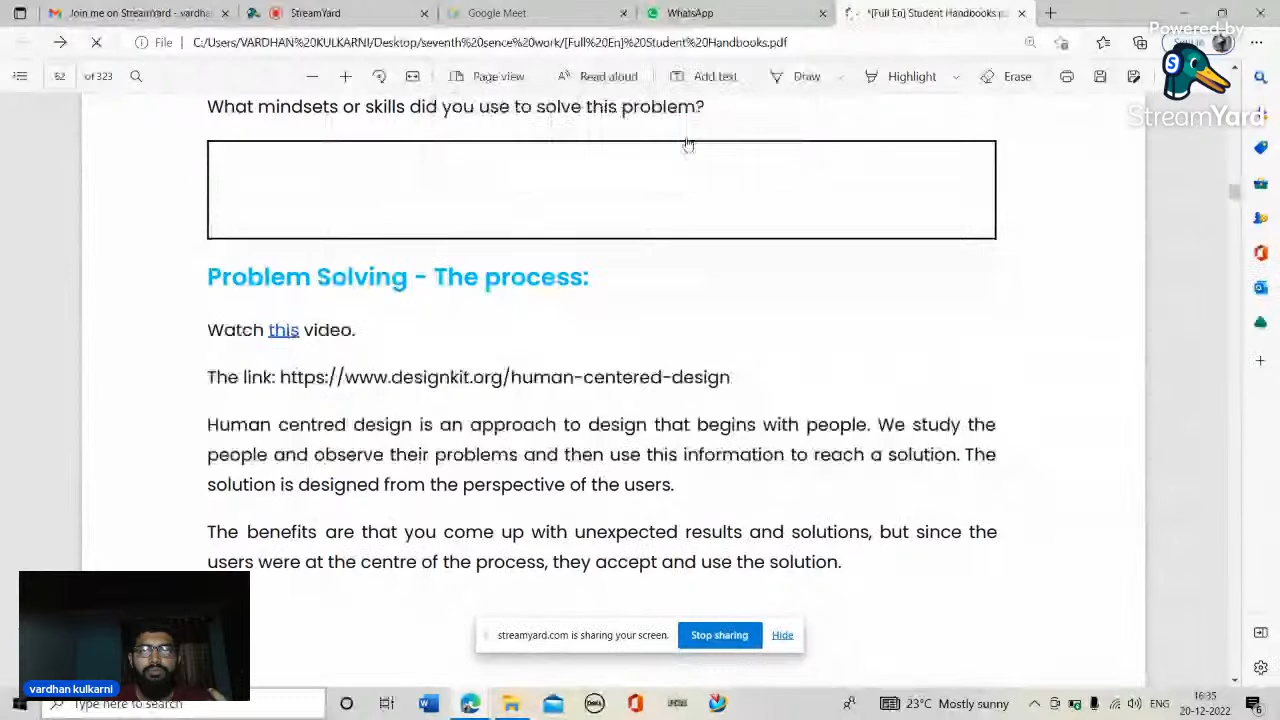 Join me on StreamYard
StreamYard
Google Meet
WhatsApp
*[Full En] Student Handbooks
Powered by
StreamYard
File
C:/Users/VARDHAN%20KULKARNI/Desktop/seventh%20 %20Work/[Full%20En]%20Student%20Handbooks.pdf
of 323
Page view
Read aloud
Add text
Draw
Highlight
Erase
What mindsets or skills did you use to solve this problem?
Problem Solving - The process:
Watch this video.
The link: https://www.designkit.org/human-centered-design
Human centred design is an approach to design that begins with people. We study the
people and observe their problems and then use this information to reach a solution. The
solution is designed from the perspective of the users.
The benefits are that you come up with unexpected results and solutions, but since the
users were at the centre of the process, they accept and use the solution.
streamyard.com is sharing your screen.
Stop sharing
Hide
vardhan kulkarni
Type here to search
23°C Mostly sunny
ENG
16:35
20-12-2022